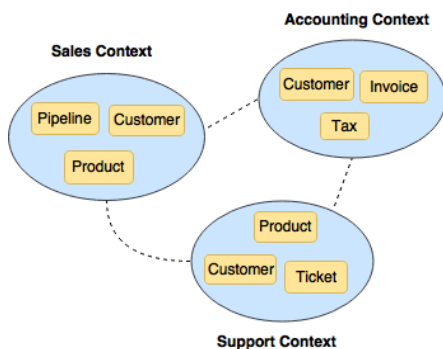 Accounting Context
Sales Context
Customer
Invoice
Tax
Pipeline
Customer
Product
Product
Customer
Ticket
Support Context